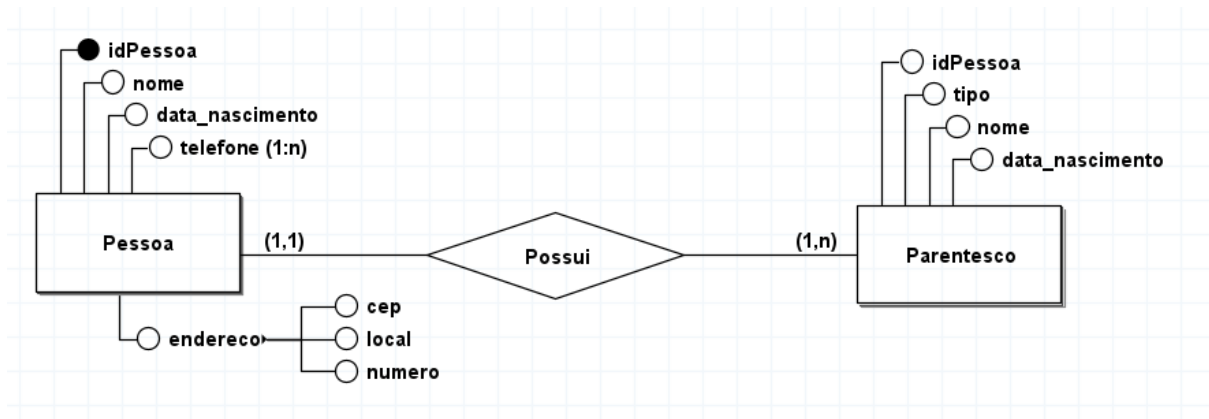 idPessoa
nome
data_nascimento
telefone (1:n)
Pessoa
(1,1)
Possui
(1,n)
idPessoa
tipo
nome
data_nascimento
Parentesco
endereco
cep
local
numero